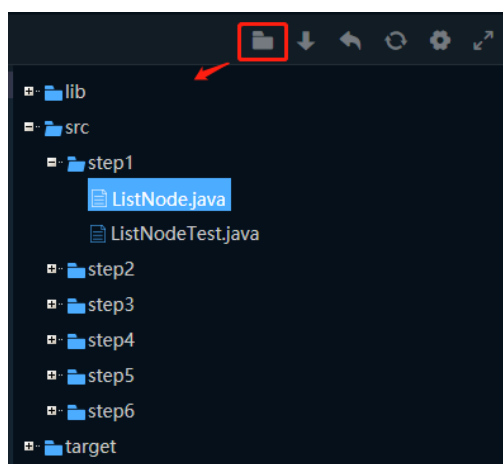 lib
src
step1
ListNode.java
ListNodeTest.java
step2
step3
step4
step5
step6
target